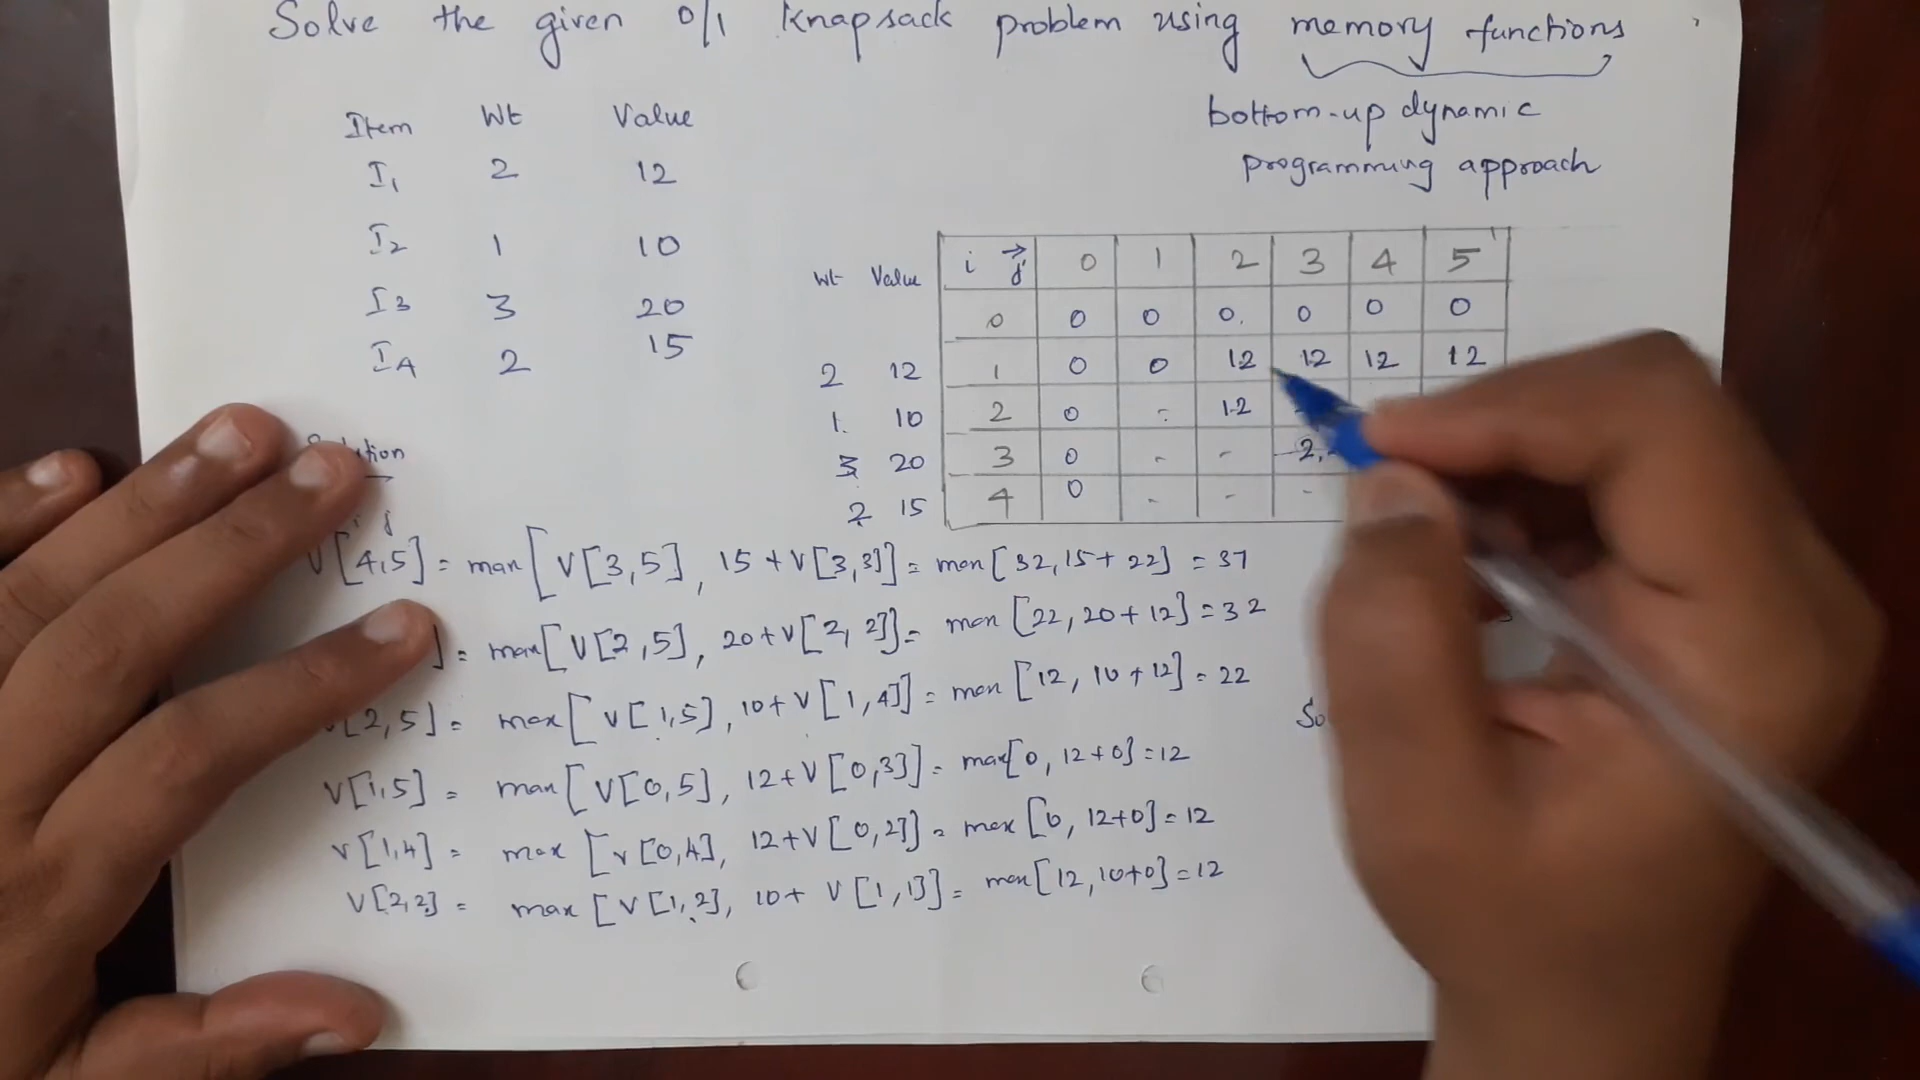 Solve the given 0/1 Knapsack problem using memory functions
bottom-up dynamic
programming approach
Item Wt Value
I1 2 12
I2 1 10
I3 3 20
I4 2 15
Wt Value i j 0 1 2 3 4 5
0 0 0 0. 0 0 0
2 12 1 0 0 12 12 12 12
1. 10 2 0 - 12
3 20 3 0 - -
2 15 4 0 - - -
i j
V[4,5] = max[V[3,5], 15+V[3,3]] = max[32,15+22] = 37
] = max[V[2,5], 20+V[2,2]] = max[22,20+12] = 32
[2,5] = max[V[1,5], 10+V[1,4]] = max[12, 10+12] = 22
V[1,5] = max[V[0,5], 12+V[0,3]] = max[0, 12+0] = 12
V[1,4] = max[V[0,4], 12+V[0,2]] = max[0, 12+0] = 12
V[2,2] = max[V[1,2], 10+ V[1,1]] = max[12,10+0] = 12